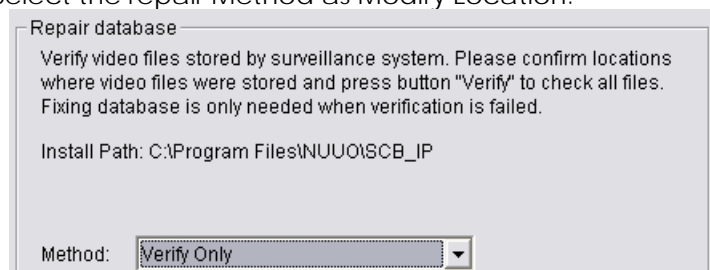 Select the repair Method as Modify Location.
Repair database
Verify video files stored by surveillance system. Please confirm locations
where video files were stored and press button "Verify" to check all files.
Fixing database is only needed when verification is failed.
Install Path: C:\Program Files\NUUO\SCB_IP
Method: Verify Only